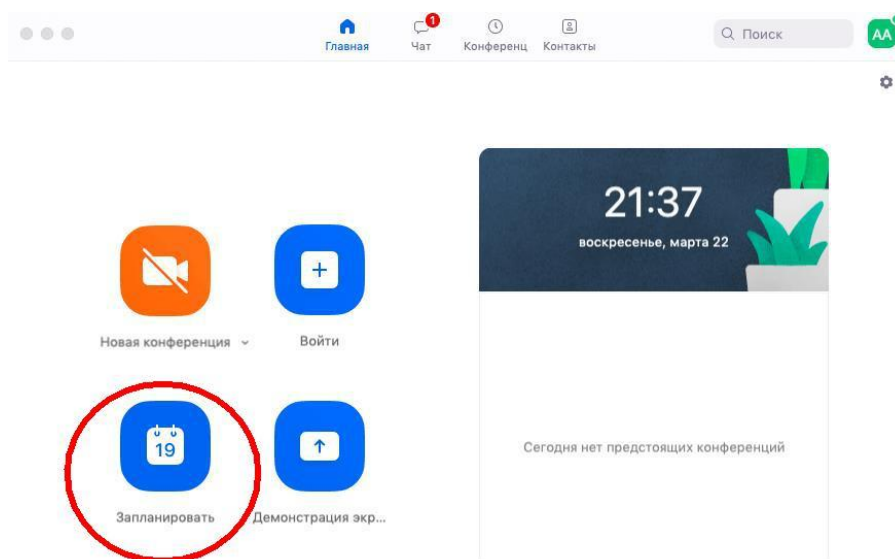 1
Главная
Чат
Конференц
Контакты
Поиск
AA
21:37
воскресенье, марта 22
Новая конференция
Войти
19
Запланировать
Демонстрация экр...
Сегодня нет предстоящих конференций